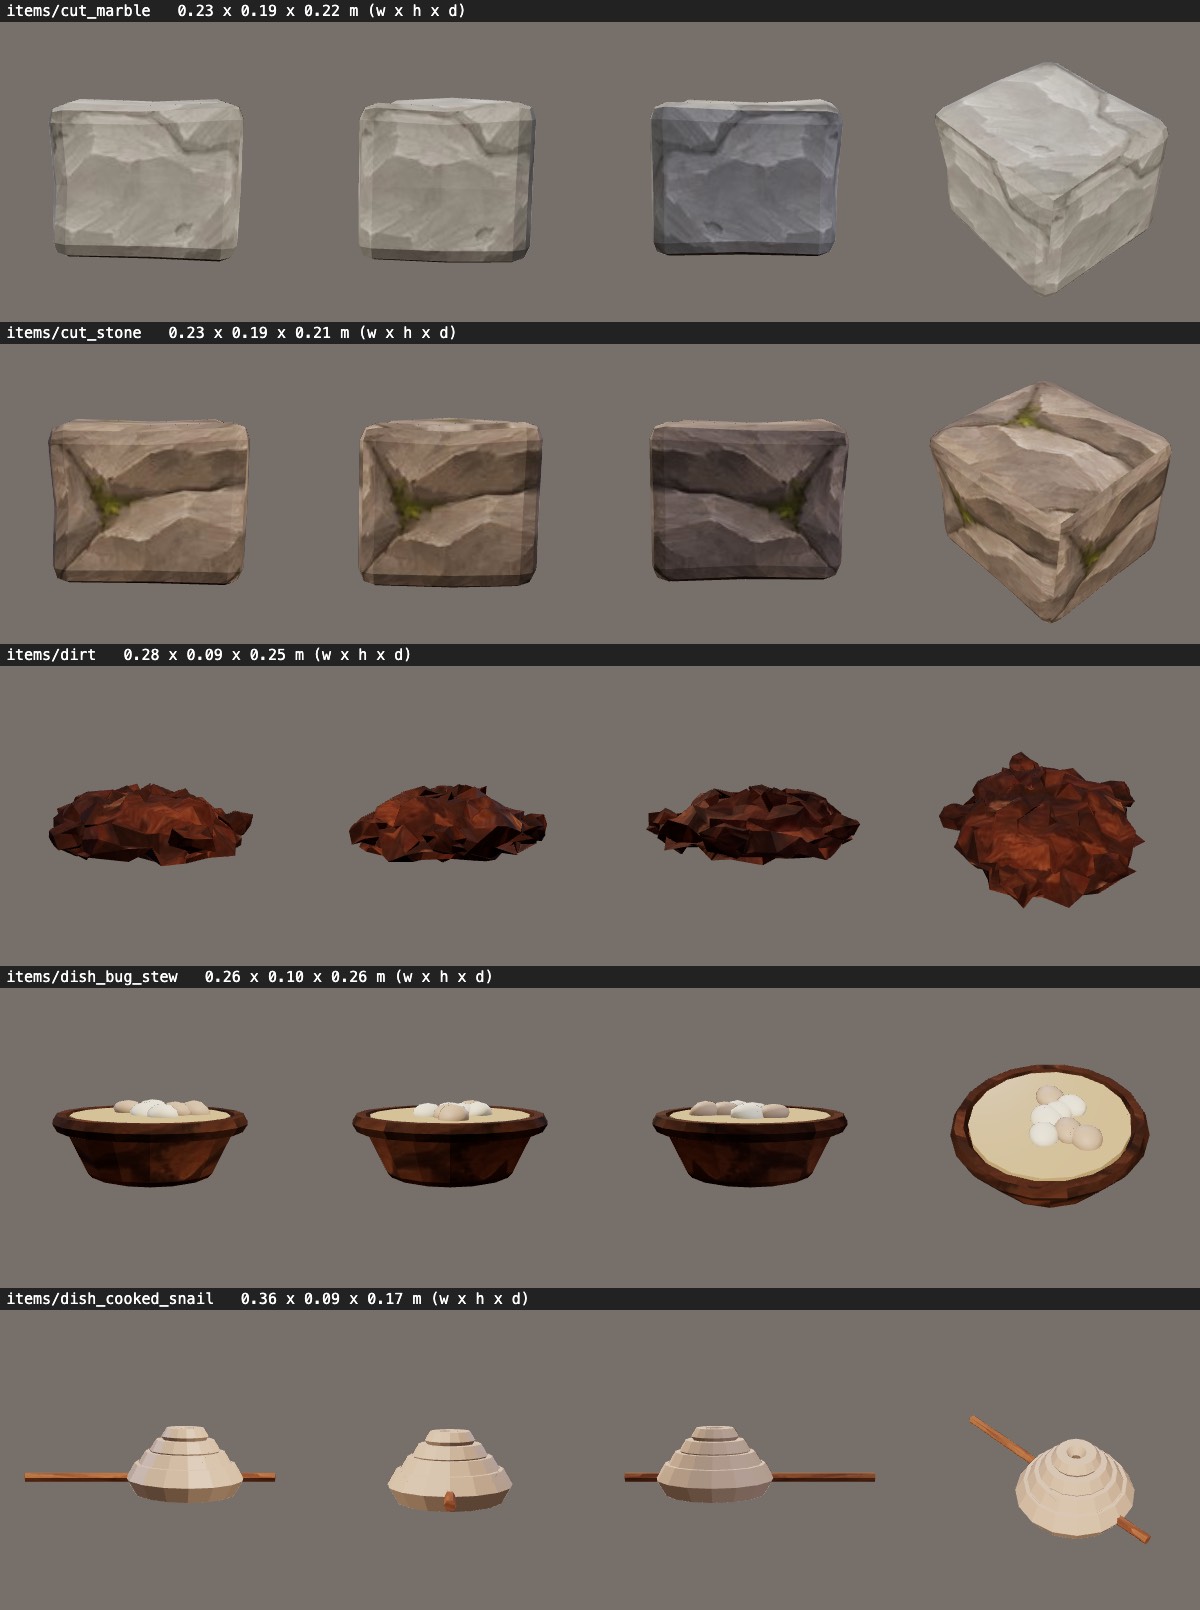 items/cut_marble 0.23 x 0.19 x 0.22 m (w x h x d)
items/cut_stone 0.23 x 0.19 x 0.21 m (w x h x d)
items/dirt 0.28 x 0.09 x 0.25 m (w x h x d)
items/dish_bug_stew 0.26 x 0.10 x 0.26 m (w x h x d)
items/dish_cooked_snail 0.36 x 0.09 x 0.17 m (w x h x d)